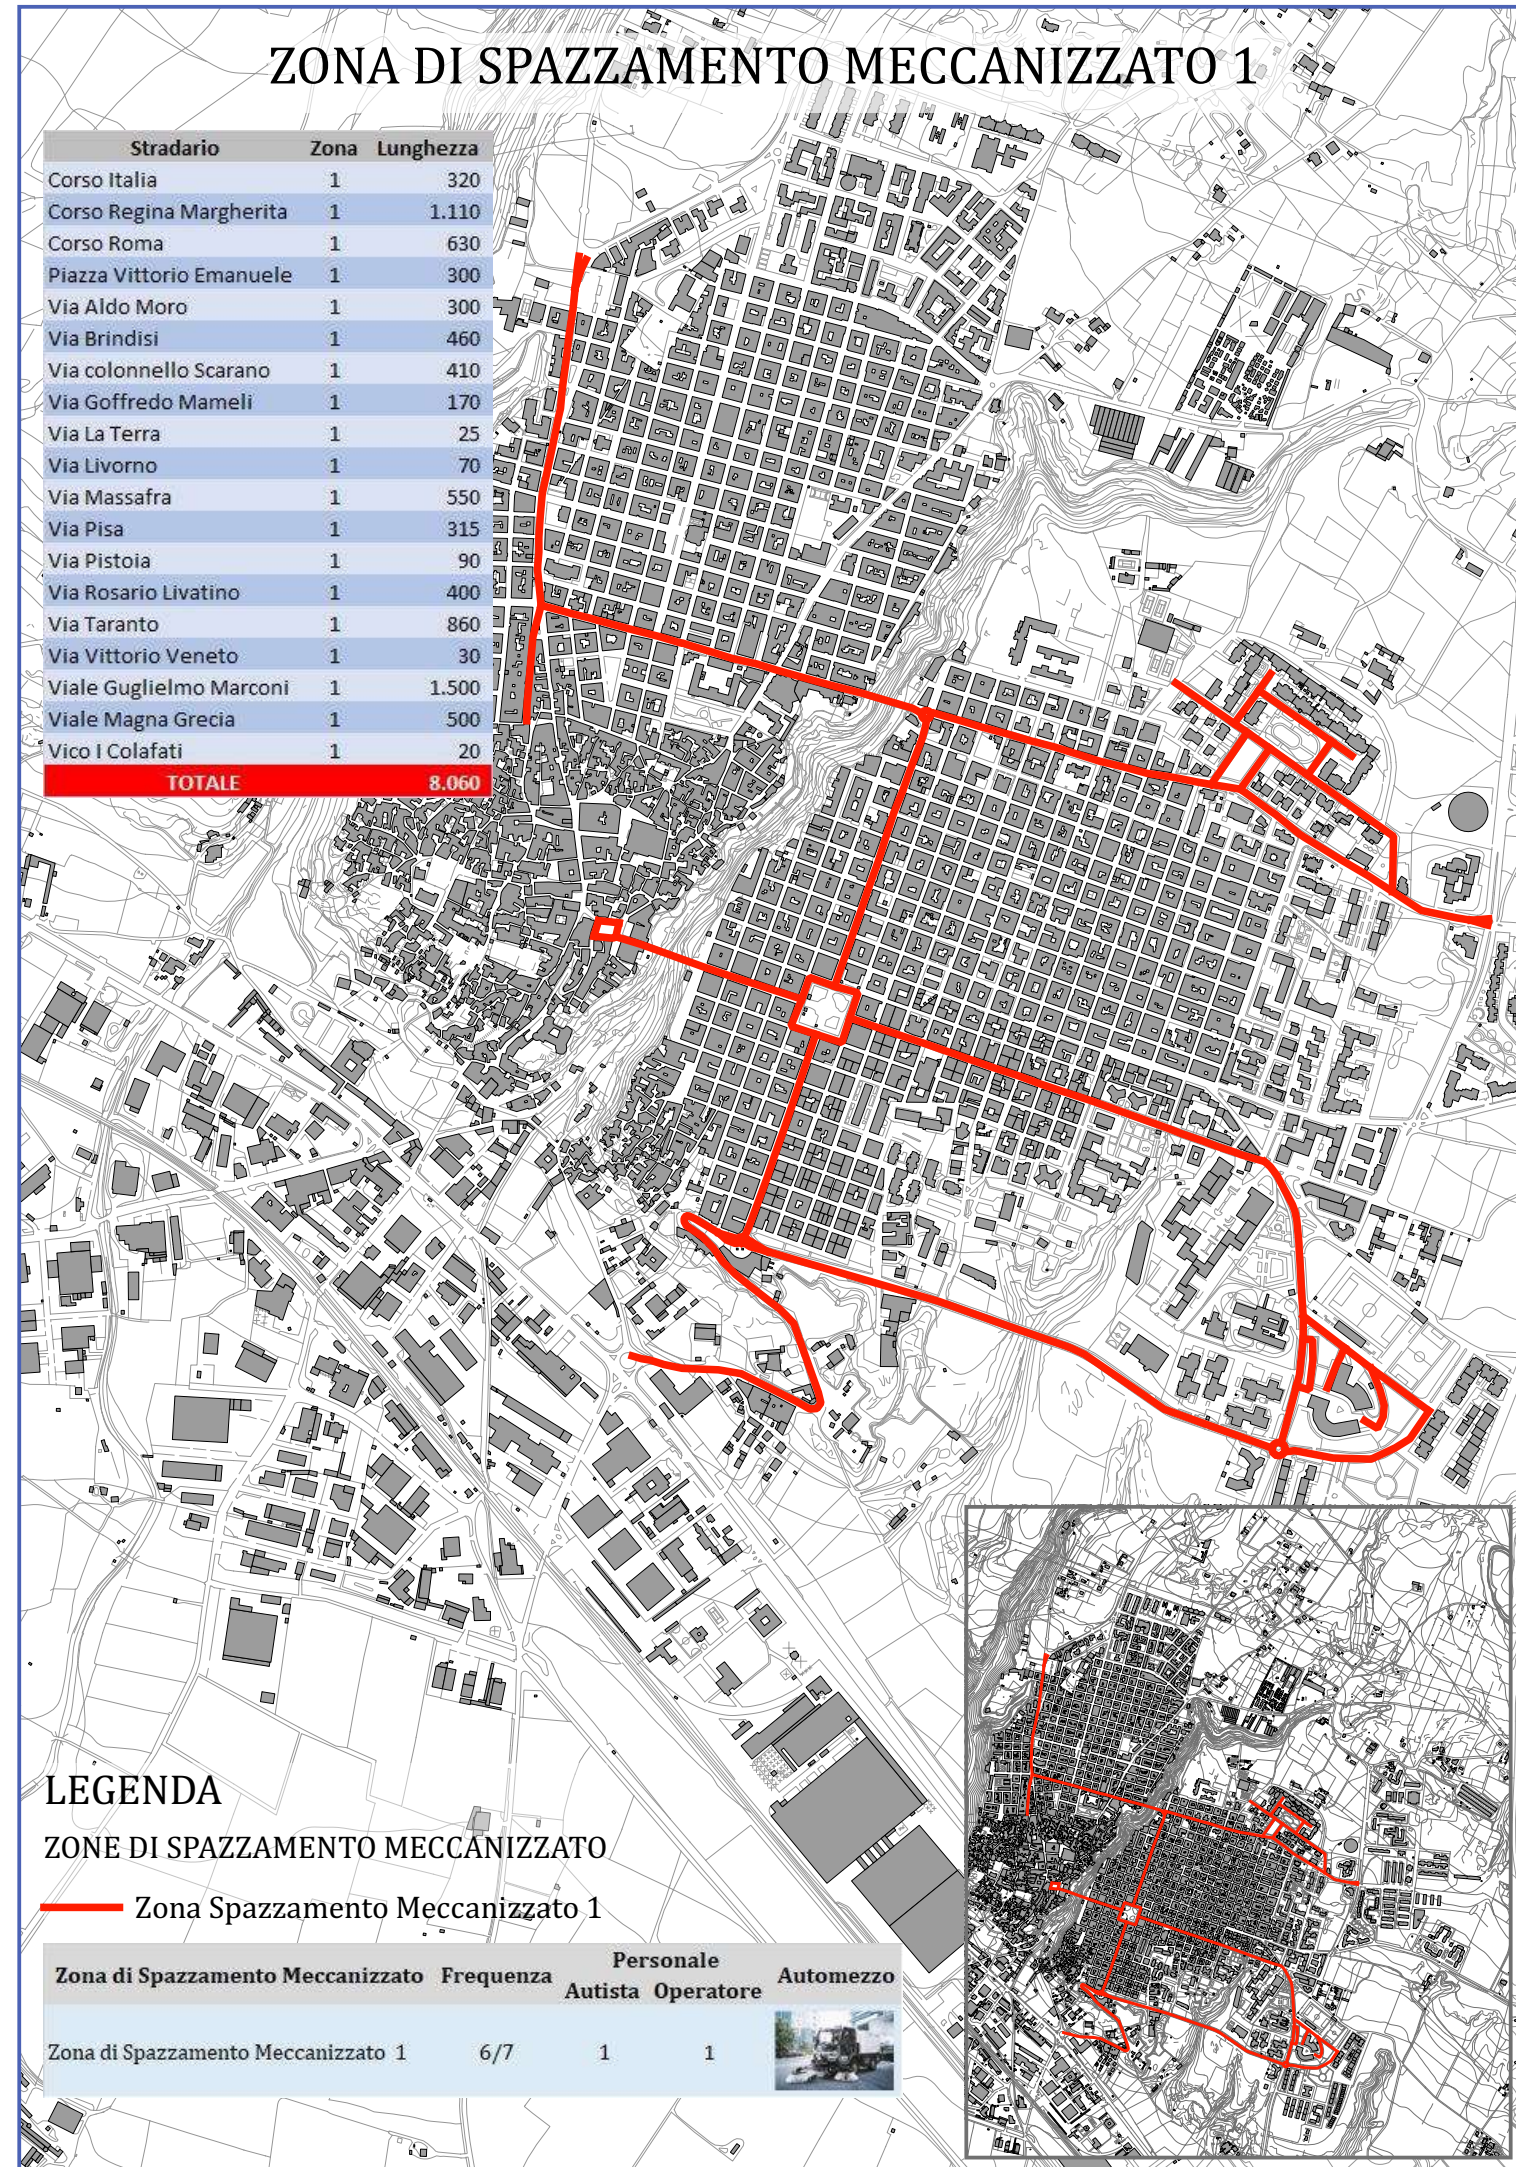 ZONA DI SPAZZAMENTO MECCANIZZATO 1
Stradario Zona Lunghezza
Corso Italia 1 320
Corso Regina Margherita 1 1.110
Corso Roma 1 630
Piazza Vittorio Emanuele 1 300
Via Aldo Moro 1 300
Via Brindisi 1 460
Via colonnello Scarano 1 410
Via Goffredo Mameli 1 170
Via La Terra 1 25
Via Livorno 1 70
Via Massafra 1 550
Via Pisa 1 315
Via Pistoia 1 90
Via Rosario Livatino 1 400
Via Taranto 1 860
Via Vittorio Veneto 1 30
Viale Guglielmo Marconi 1 1.500
Viale Magna Grecia 1 500
Vico I Colafati 1 20
TOTALE 8.060
LEGENDA
ZONE DI SPAZZAMENTO MECCANIZZATO
Zona Spazzamento Meccanizzato 1
Zona di Spazzamento Meccanizzato Frequenza Personale Automezzo
Autista Operatore
Zona di Spazzamento Meccanizzato 1 6/7 1 1